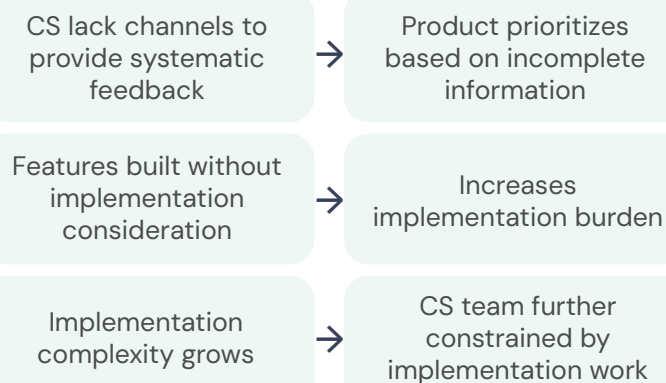 CS lack channels to
provide systematic
feedback
→
Product prioritizes
based on incomplete
information
Features built without
implementation
consideration
→
Increases
implementation burden
Implementation
complexity grows
→
CS team further
constrained by
implementation work